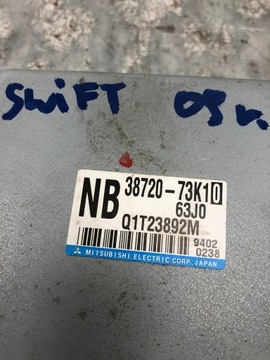 SWiFT 05 v.
NB 38720-73K10
63J0
Q1T23892M
9402
0238
MITSUBISHI ELECTRIC CORP. JAPAN